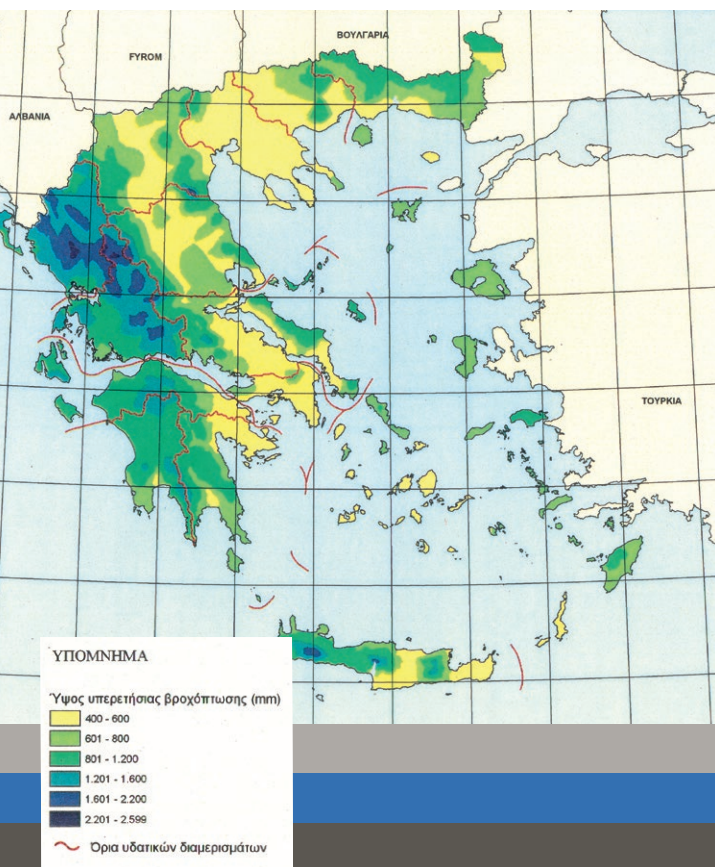 ΒΟΥΛΓΑΡΙΑ
FYROM
ΑΛΒΑΝΙΑ
ΤΟΥΡΚΙΑ
ΥΠΟΜΝΗΜΑ
Ύψος υπερετήσιας βροχόπτωσης (mm)
400 - 600
601 - 800
801 - 1.200
1.201 - 1.600
1.601 - 2.200
2.201 - 2.599
Όρια υδατικών διαμερισμάτων